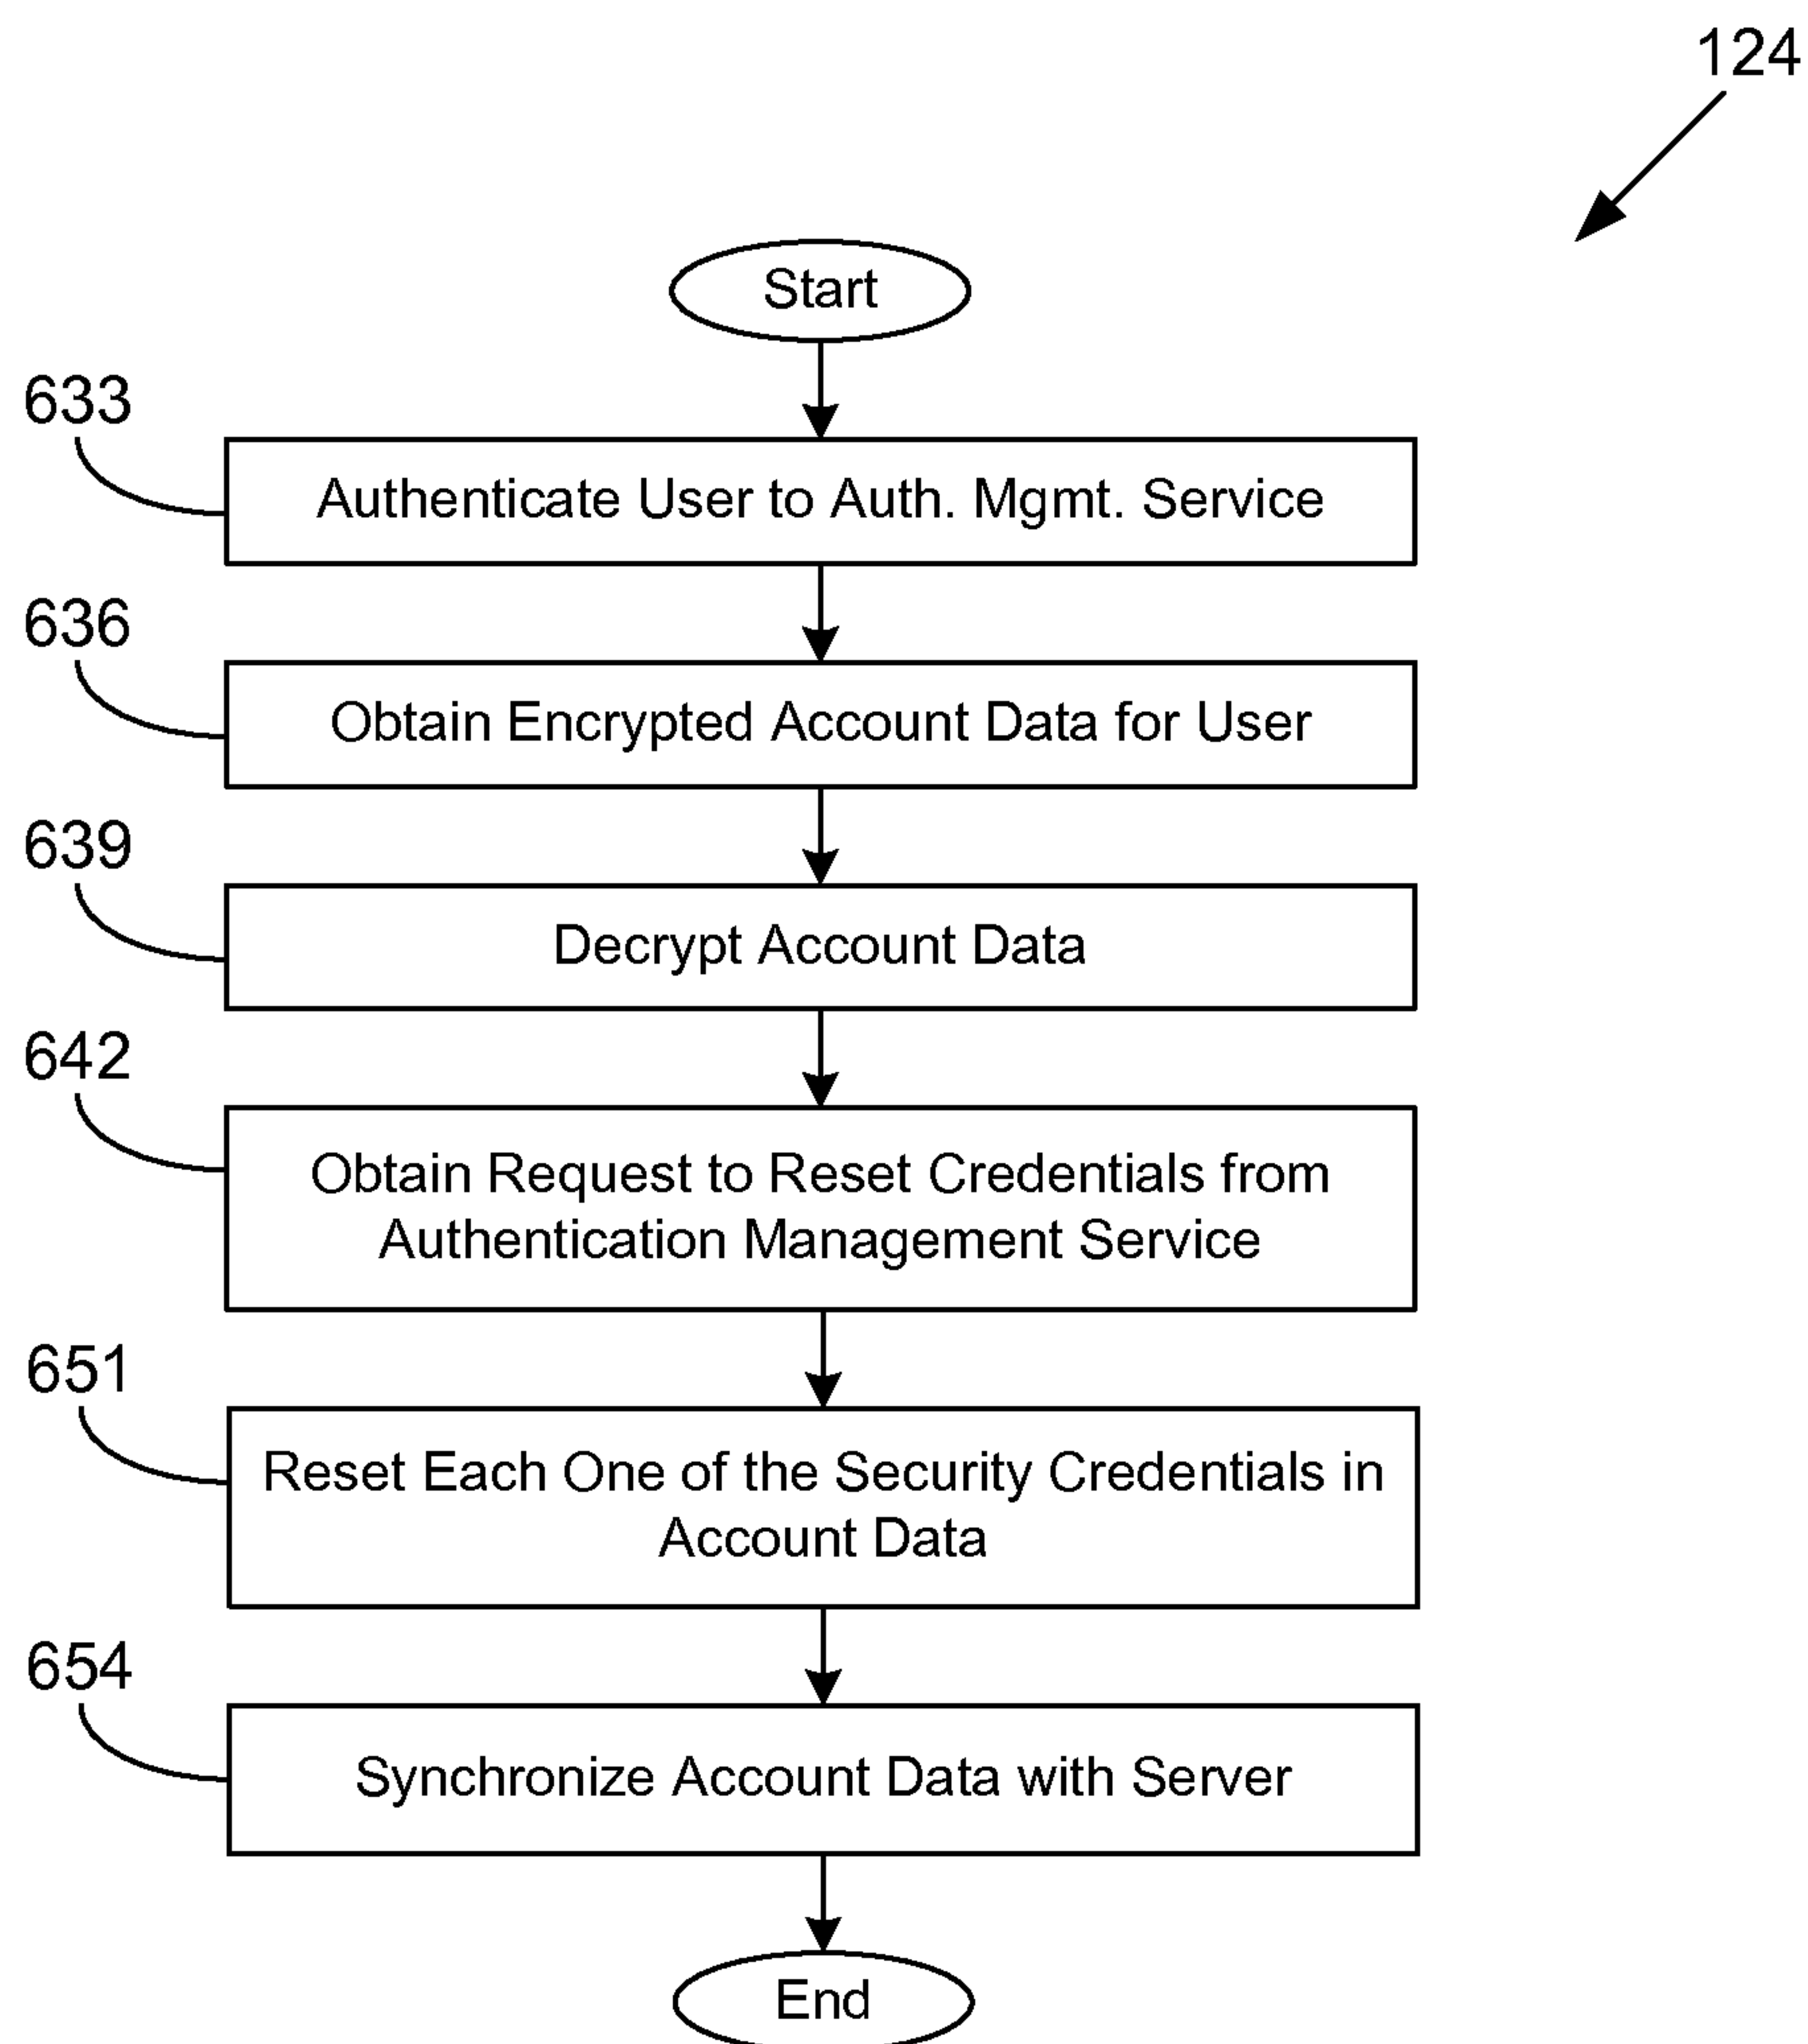 124
Start
633
Authenticate User to Auth. Mgmt. Service
636
Obtain Encrypted Account Data for User
639
Decrypt Account Data
642
Obtain Request to Reset Credentials from
Authentication Management Service
651
Reset Each One of the Security Credentials in
Account Data
654
Synchronize Account Data with Server
End